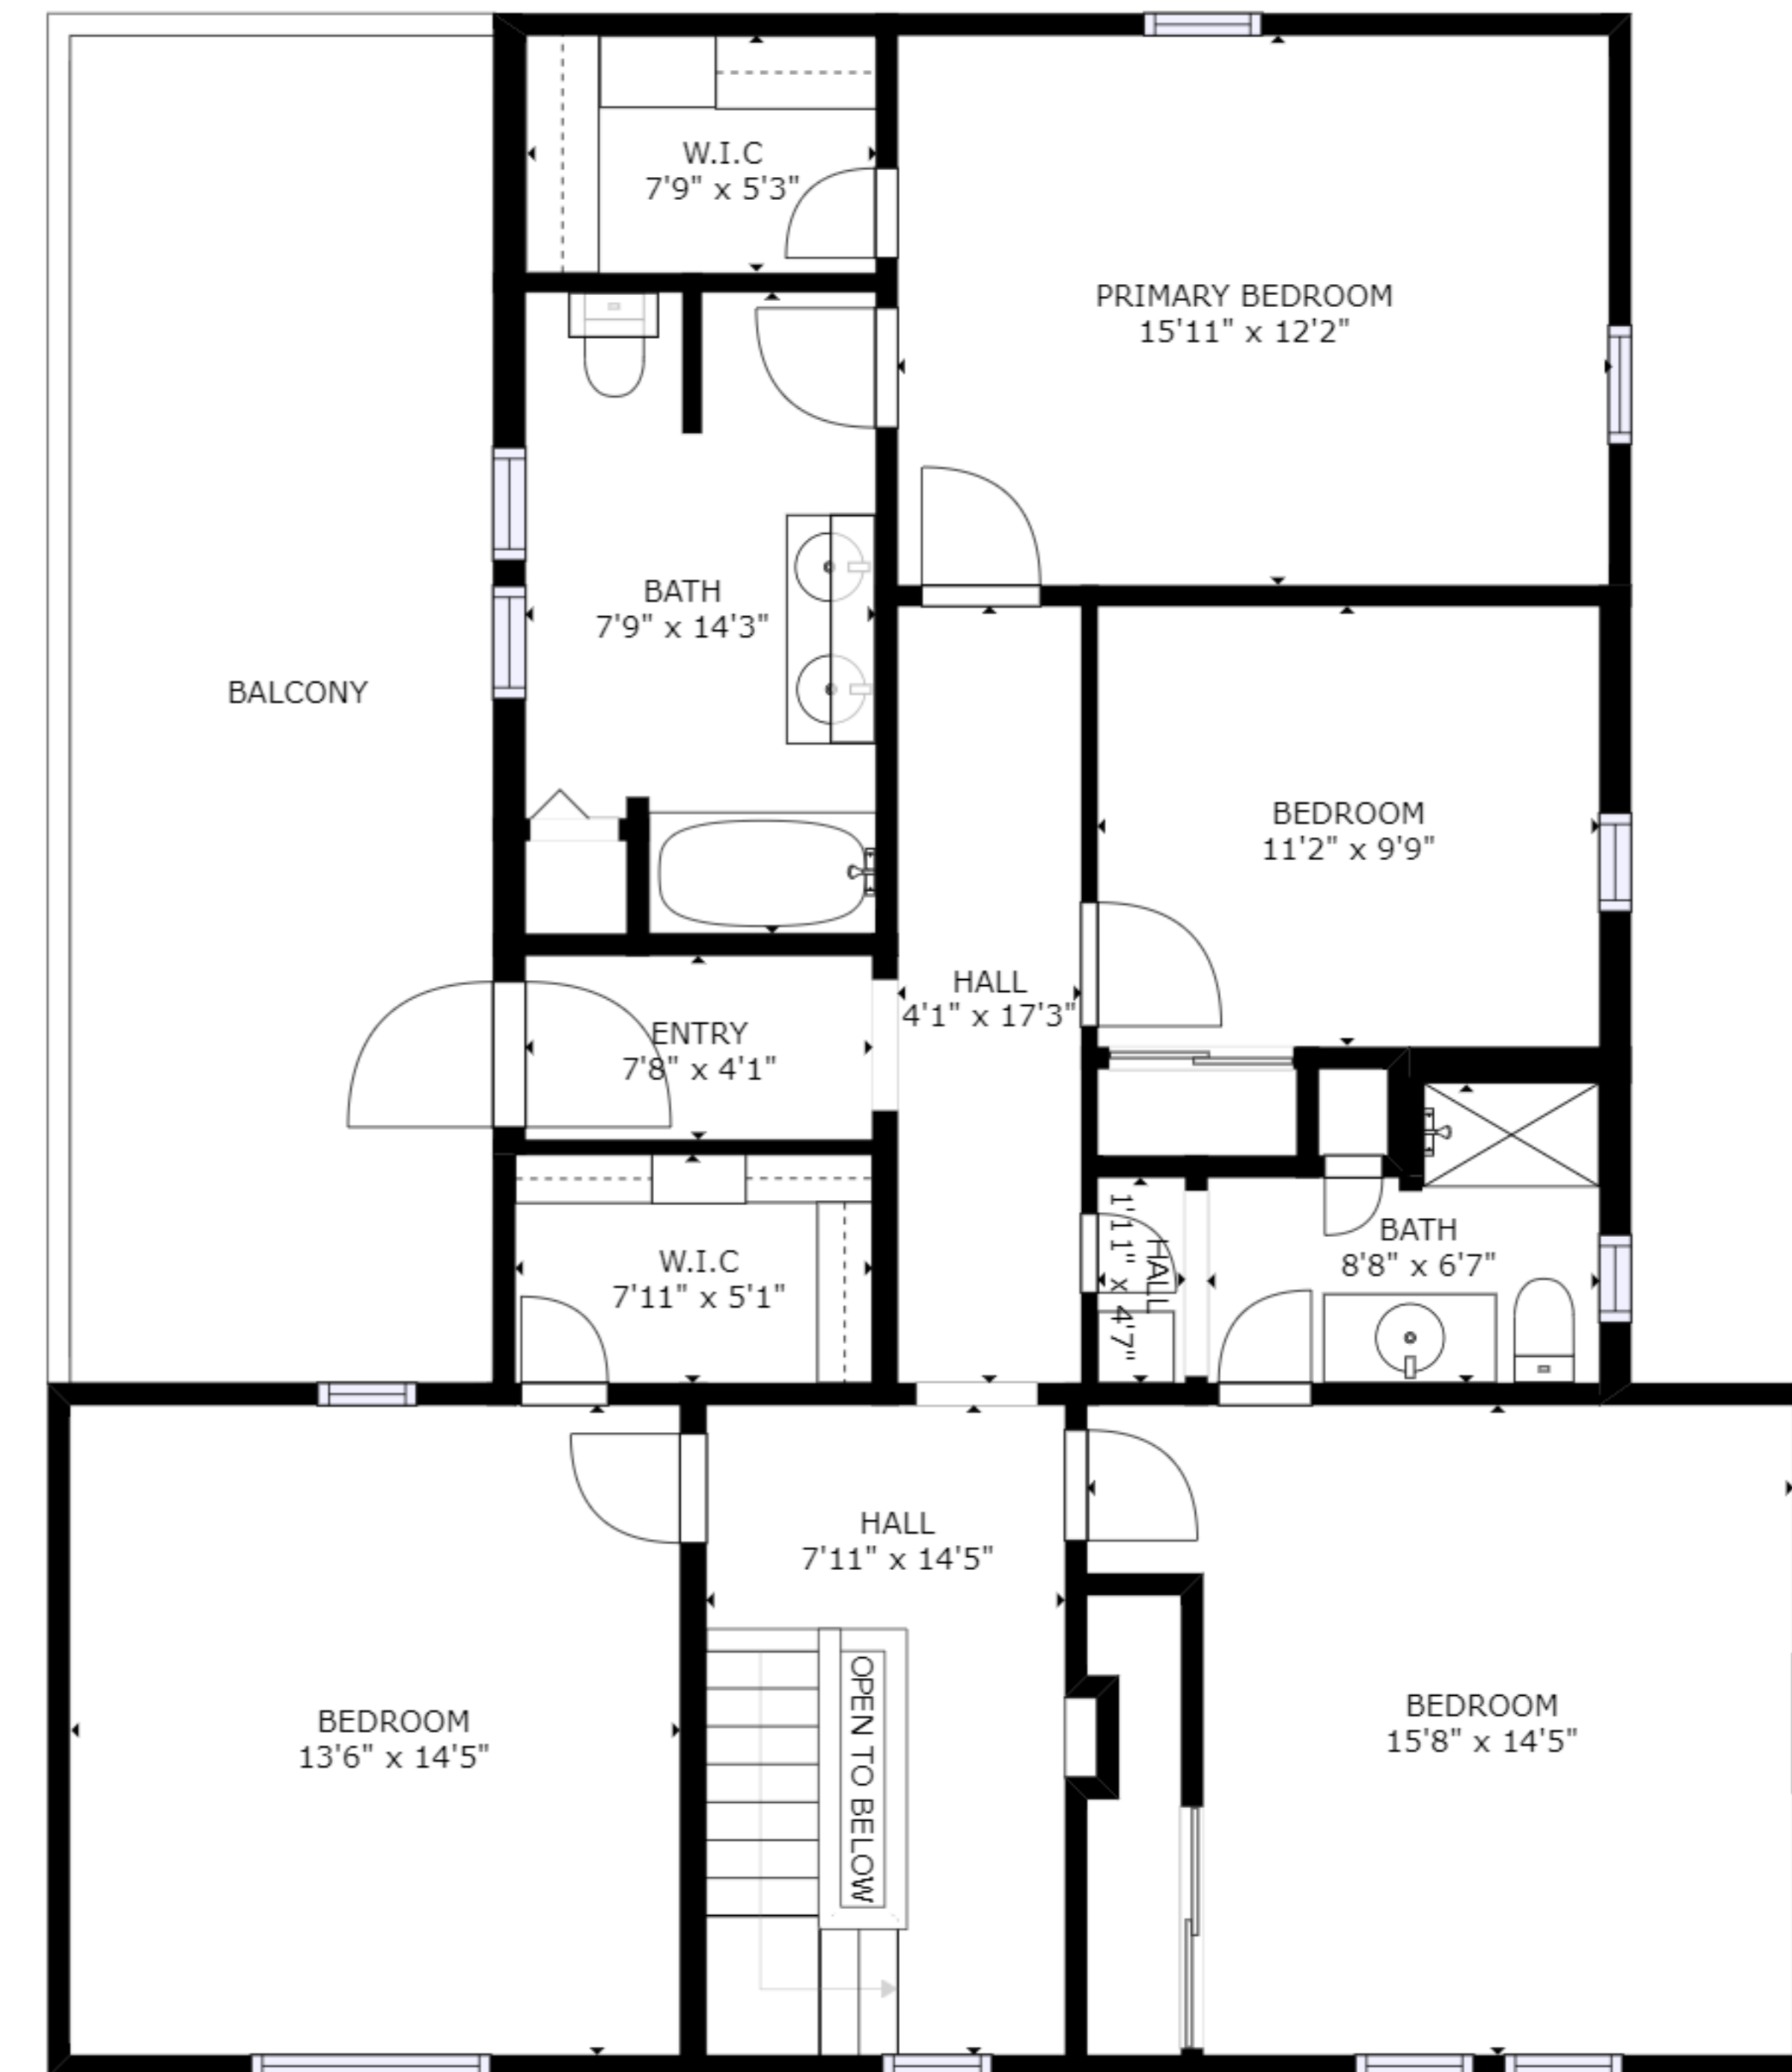 W.I.C
7'9" x 5'3"
PRIMARY BEDROOM
15'11" x 12'2"
BATH
7'9" x 14'3"
BALCONY
BEDROOM
11'2" x 9'9"
HALL
4'1" x 17'3"
ENTRY
7'8" x 4'1"
W.I.C
7'11" x 5'1"
HALL
1'11" x 4'7"
BATH
8'8" x 6'7"
HALL
7'11" x 14'5"
OPEN TO BELOW
BEDROOM
13'6" x 14'5"
BEDROOM
15'8" x 14'5"